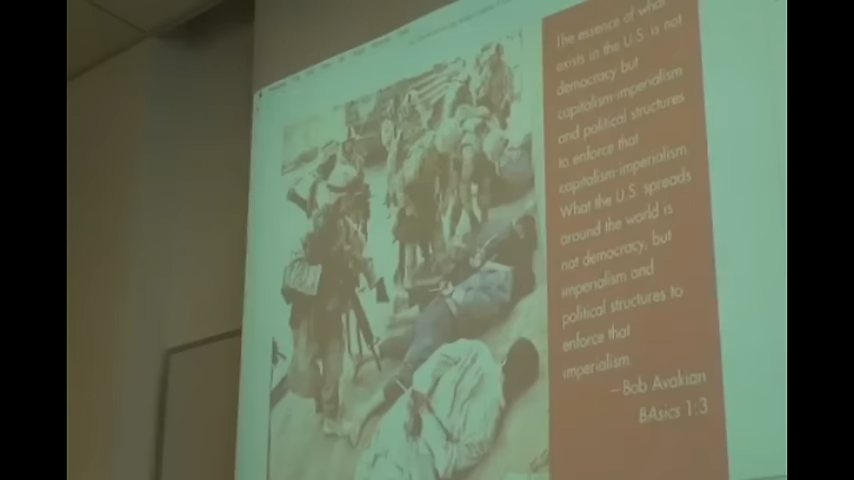 The essence of what
exists in the U.S. is not
democracy but
capitalism-imperialism
and political structures
to enforce that
capitalism-imperialism.
What the U.S. spreads
around the world is
not democracy, but
imperialism and
political structures to
enforce that
imperialism.
—Bob Avakian
BAsics 1:3